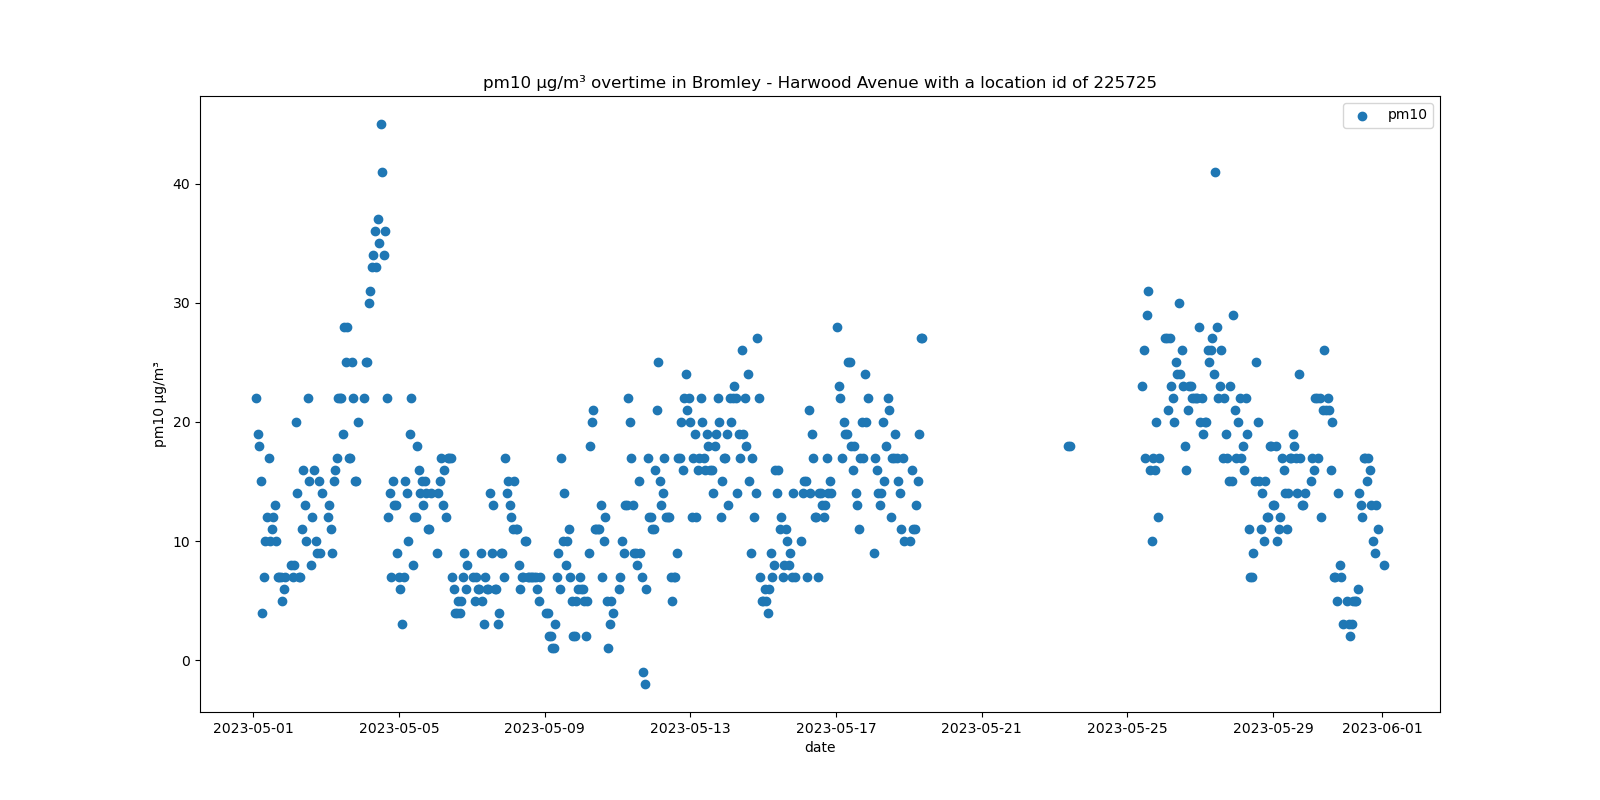 pm10 µg/m³ overtime in Bromley - Harwood Avenue with a location id of 225725
pm10
40
30
20
10
0
pm10 µg/m³
2023-05-01 2023-05-05 2023-05-09 2023-05-13 2023-05-17 2023-05-21 2023-05-25 2023-05-29 2023-06-01
date